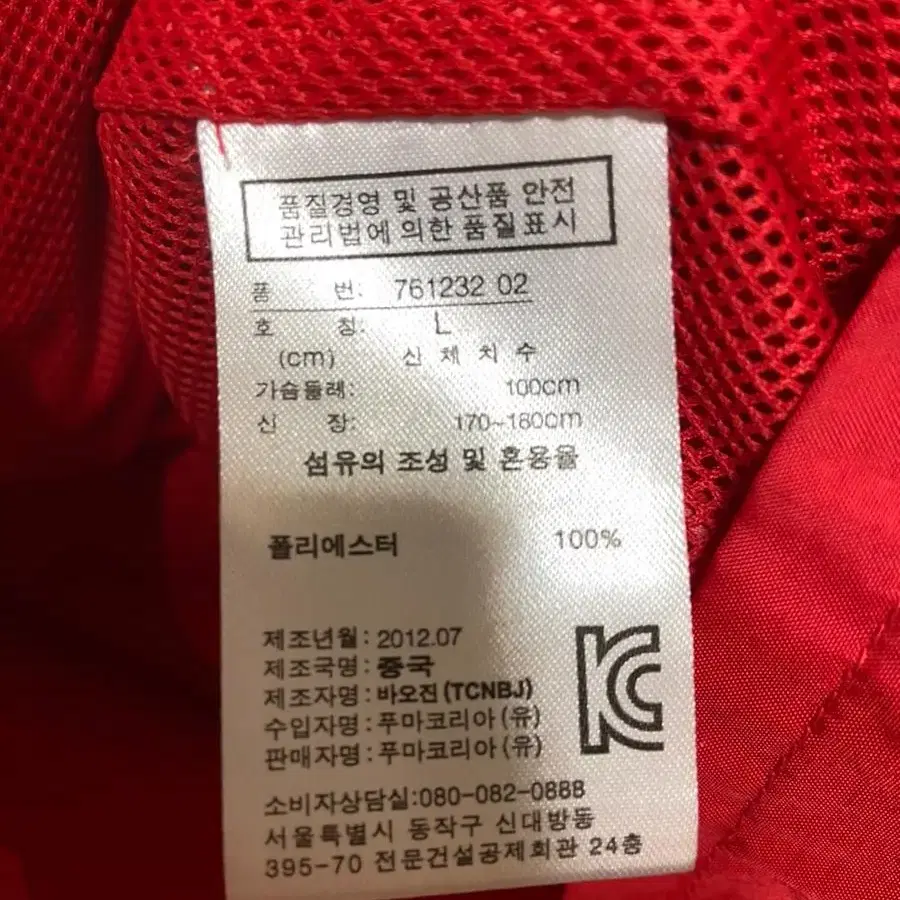 품질경영 및 공산품 안전
관리법에 의한 품질표시
품 번: 761232 02
호 칭: L
(cm) 신 체 치 수
가슴둘레: 100cm
신 장: 170~180cm
섬유의 조성 및 혼용율
폴리에스터 100%
제조년월: 2012.07
제조국명: 중국
제조자명: 바오진(TCNBJ)
수입자명: 푸마코리아(유)
판매자명: 푸마코리아(유)
소비자상담실:080-082-0888
서울특별시 동작구 신대방동
395-70 전문건설공제회관 24층